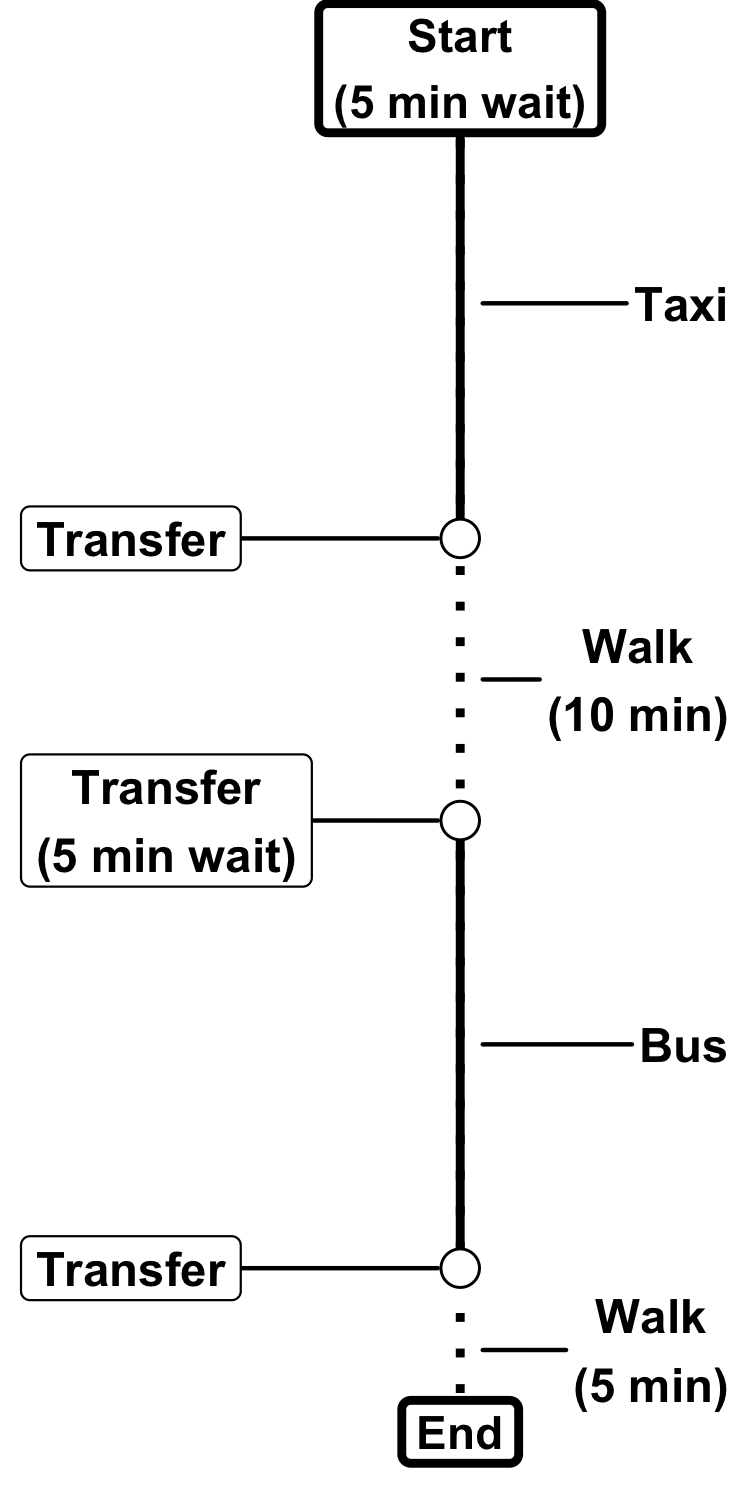 Start
(5 min wait)
Taxi
Transfer
Walk
(10 min)
Transfer
(5 min wait)
Bus
Transfer
Walk
(5 min)
End